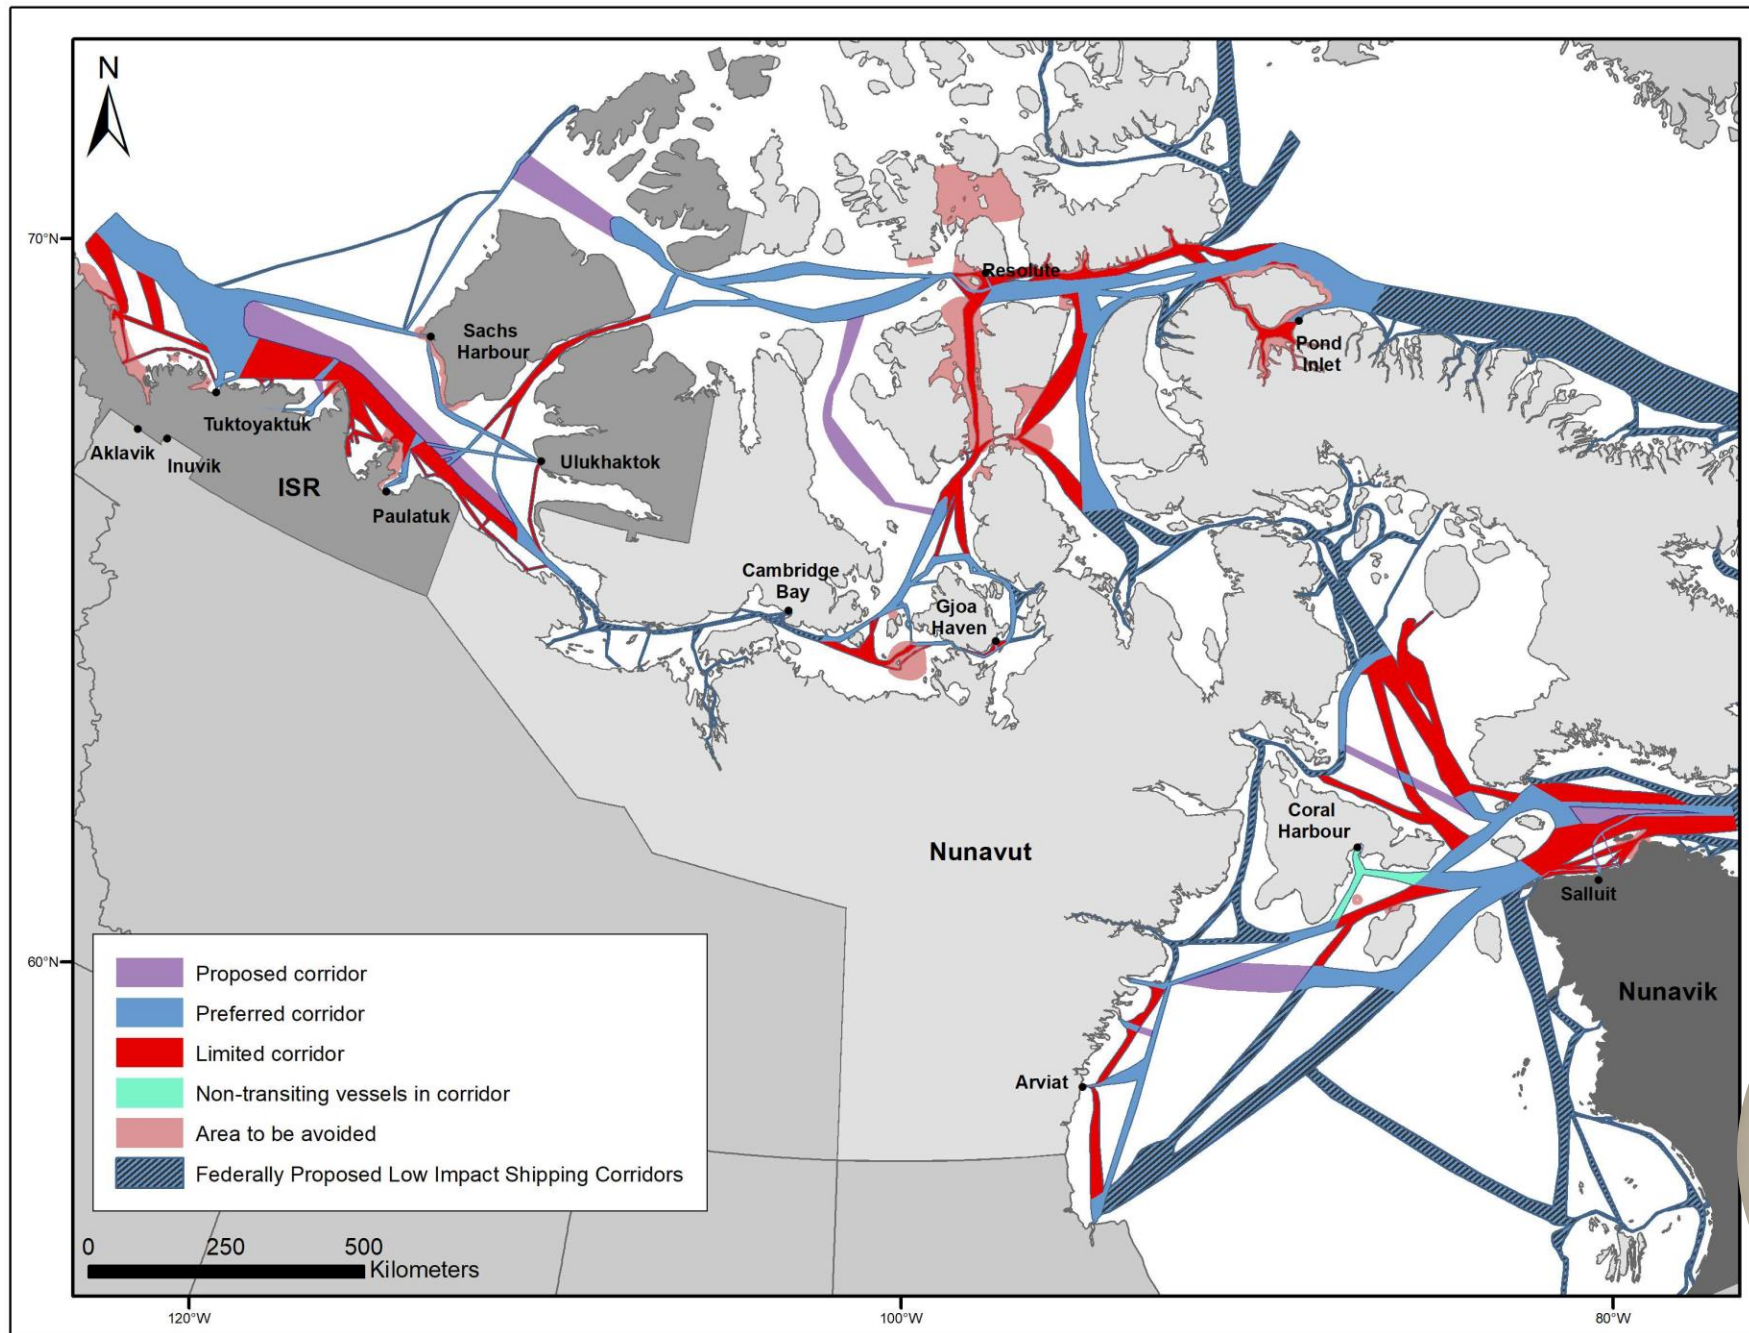 N
70°N
60°N
Resolute
Sachs
Harbour
Pond
Inlet
Tuktoyaktuk
Aklavik
Inuvik
ISR
Ulukhaktok
Paulatuk
Cambridge
Bay
Gjoa
Haven
Coral
Harbour
Nunavut
Salluit
Nunavik
Arviat
Proposed corridor
Preferred corridor
Limited corridor
Non-transiting vessels in corridor
Area to be avoided
Federally Proposed Low Impact Shipping Corridors
0 250 500
Kilometers
120°W 100°W 80°W